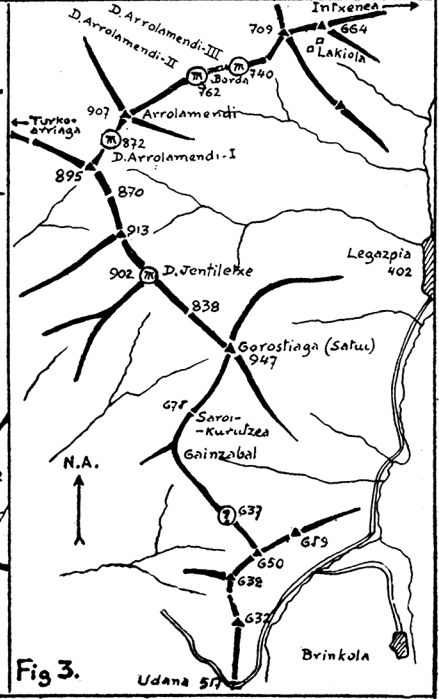 Intxenea
D. Arrolamendi-III
D. Arrolamendi-II
709
664
Lakiola
Borda
740
762
907
Arrolamendi
Turko-
arriaga
872
D. Arrolamendi-I
895
870
913
Legazpia
402
902
D. Jentiletxe
838
Gorostiaga (Satui)
947
678
Saroi-
-Kurutzea
Gainzabal
N.A.
?
637
659
650
638
632
Brinkola
Fig 3.
Udana 517